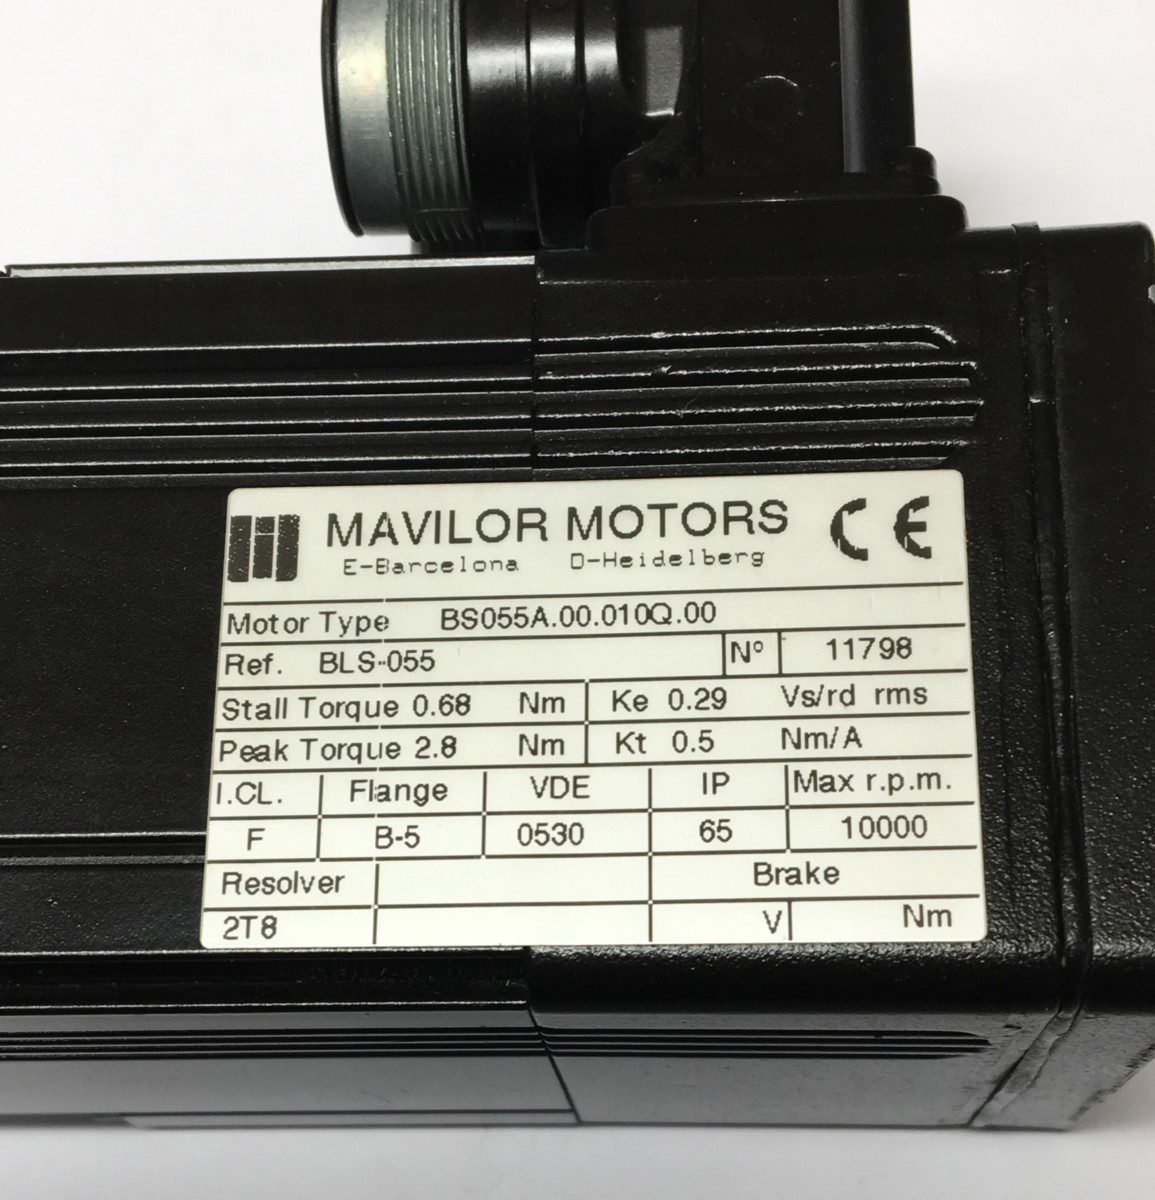 MAVILOR MOTORS CE
E-Barcelona D-Heidelberg
Motor Type BS055A.00.010Q.00
Ref. BLS-055 Nº 11798
Stall Torque 0.68 Nm Ke 0.29 Vs/rd rms
Peak Torque 2.8 Nm Kt 0.5 Nm/A
I.CL. Flange VDE IP Max r.p.m.
F B-5 0530 65 10000
Resolver Brake
2T8 V Nm